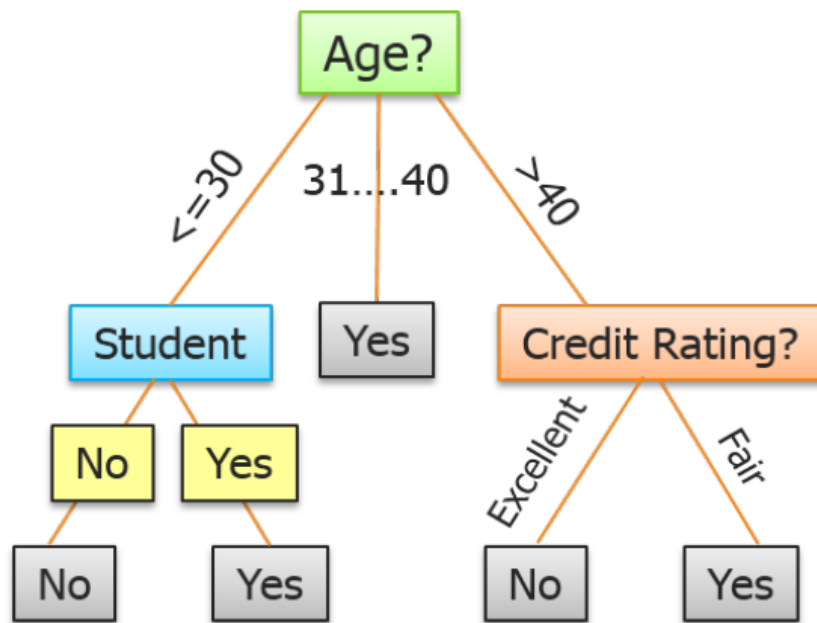 Age?
<=30
31....40
>40
Student
Yes
Credit Rating?
No
Yes
Excellent
Fair
No
Yes
No
Yes